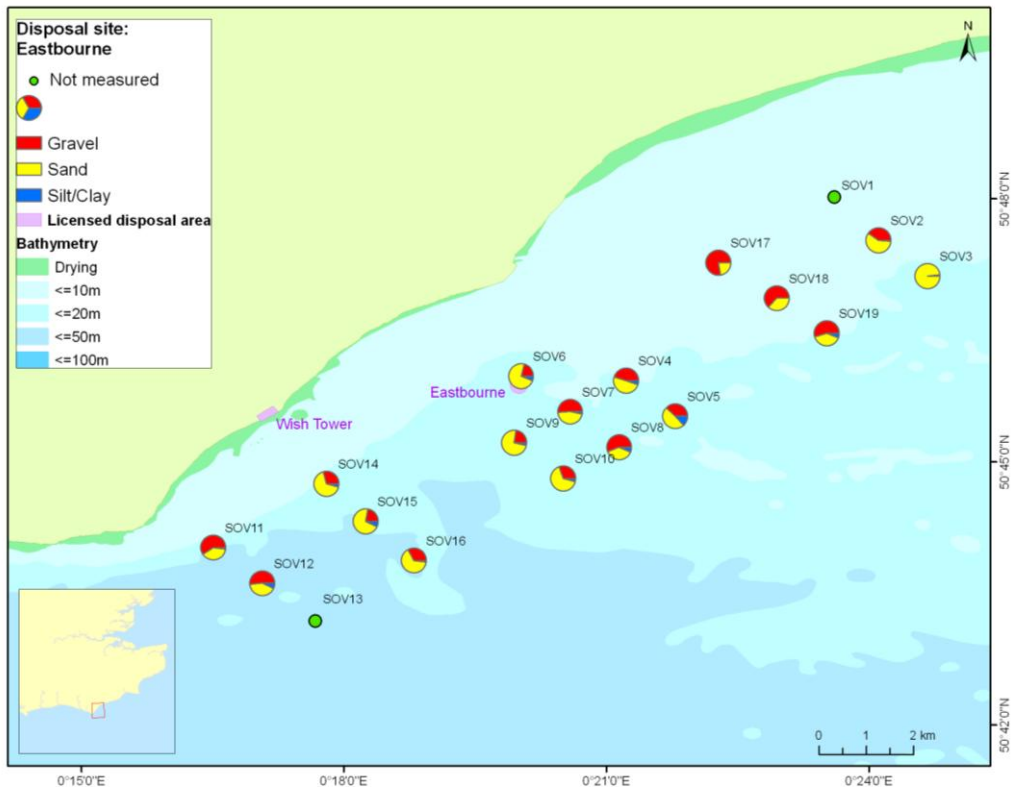 Disposal site:
Eastbourne
Not measured
Gravel
Sand
Silt/Clay
Licensed disposal area
Bathymetry
Drying
<=10m
<=20m
<=50m
<=100m
N
SOV1
SOV2
SOV17
SOV3
SOV18
SOV19
SOV6
SOV4
Eastbourne
SOV7
SOV5
Wish Tower
SOV9
SOV8
SOV10
SOV14
SOV15
SOV11
SOV16
SOV12
SOV13
50°48'0"N
50°45'0"N
50°42'0"N
0 1 2 km
0°15'0"E 0°18'0"E 0°21'0"E 0°24'0"E